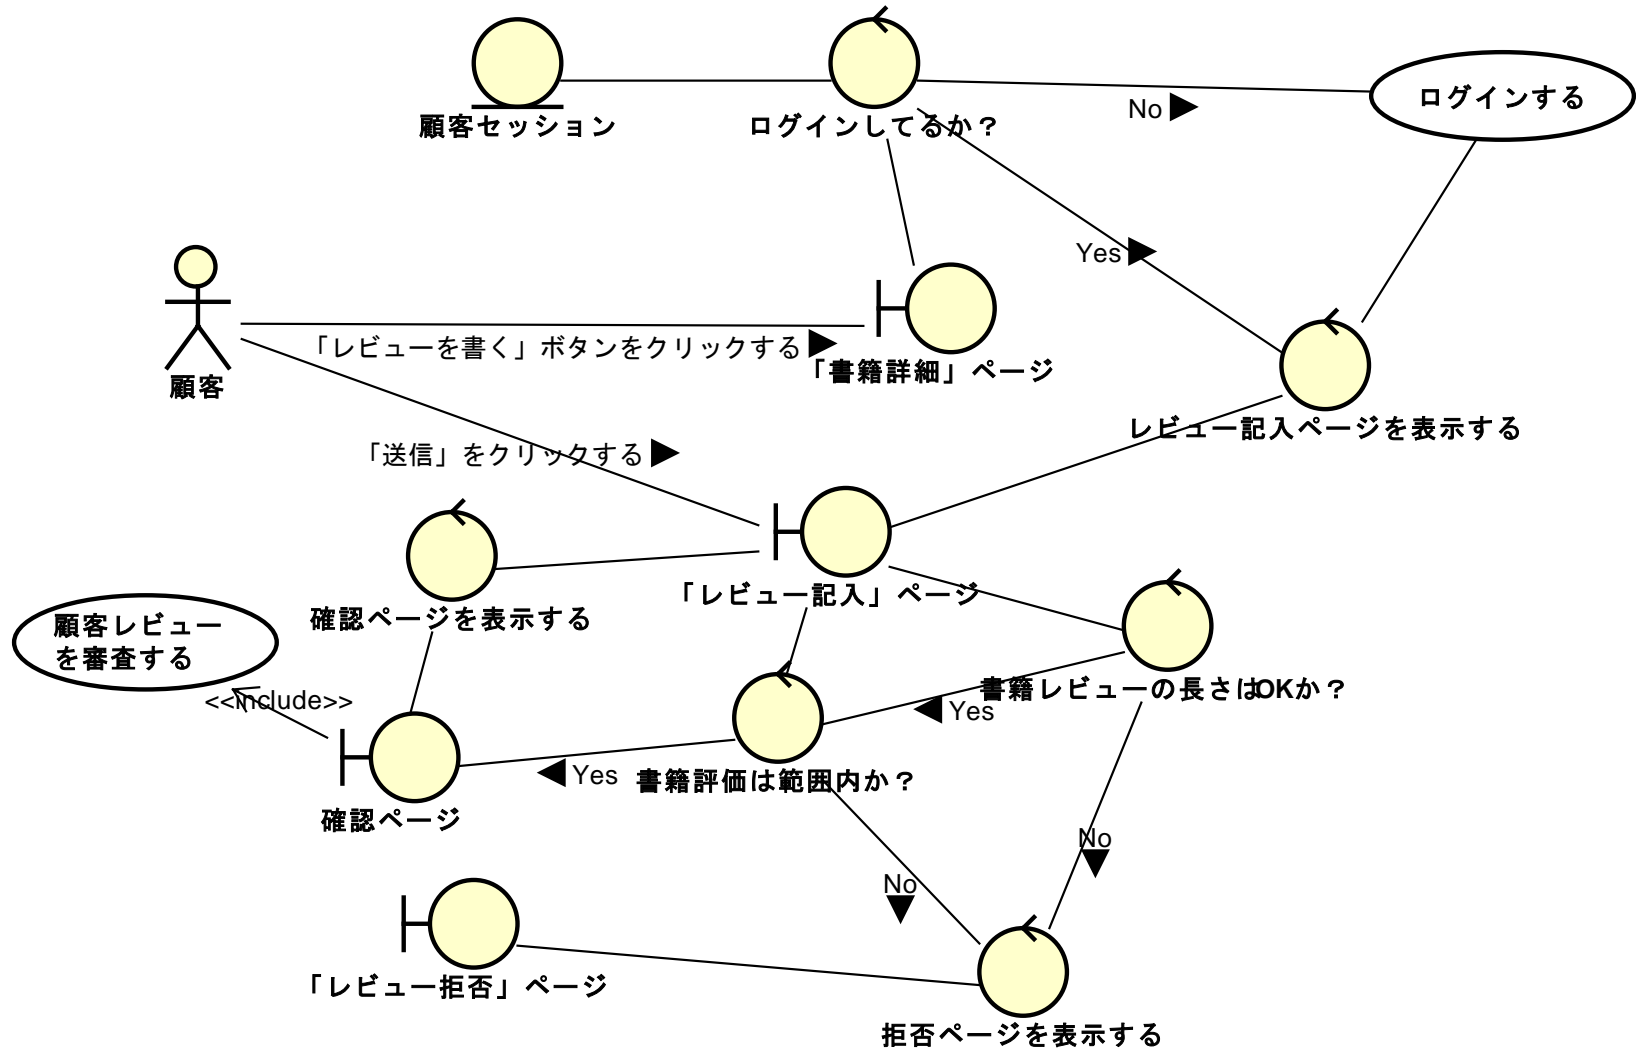 顧客セッション
ログインしてるか？
No
ログインする
Yes
「レビューを書く」ボタンをクリックする
「書籍詳細」ページ
顧客
レビュー記入ページを表示する
「送信」をクリックする
「レビュー記入」ページ
確認ページを表示する
顧客レビュー
を審査する
<<include>>
書籍レビューの長さはOKか？
Yes
Yes
書籍評価は範囲内か？
確認ページ
No
No
「レビュー拒否」ページ
拒否ページを表示する